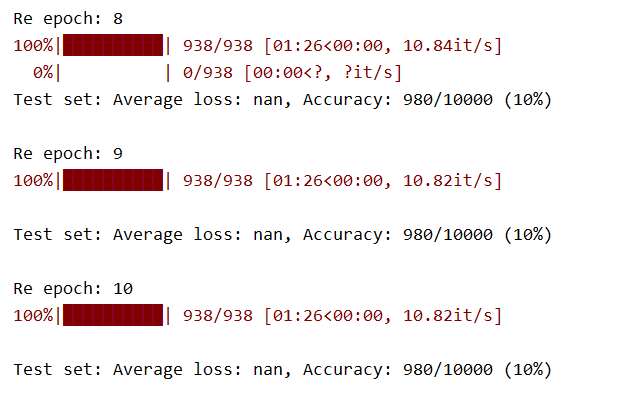 Re epoch: 8
100%|██████████| 938/938 [01:26<00:00, 10.84it/s]
0%| | 0/938 [00:00<?, ?it/s]
Test set: Average loss: nan, Accuracy: 980/10000 (10%)
Re epoch: 9
100%|██████████| 938/938 [01:26<00:00, 10.82it/s]
Test set: Average loss: nan, Accuracy: 980/10000 (10%)
Re epoch: 10
100%|██████████| 938/938 [01:26<00:00, 10.82it/s]
Test set: Average loss: nan, Accuracy: 980/10000 (10%)